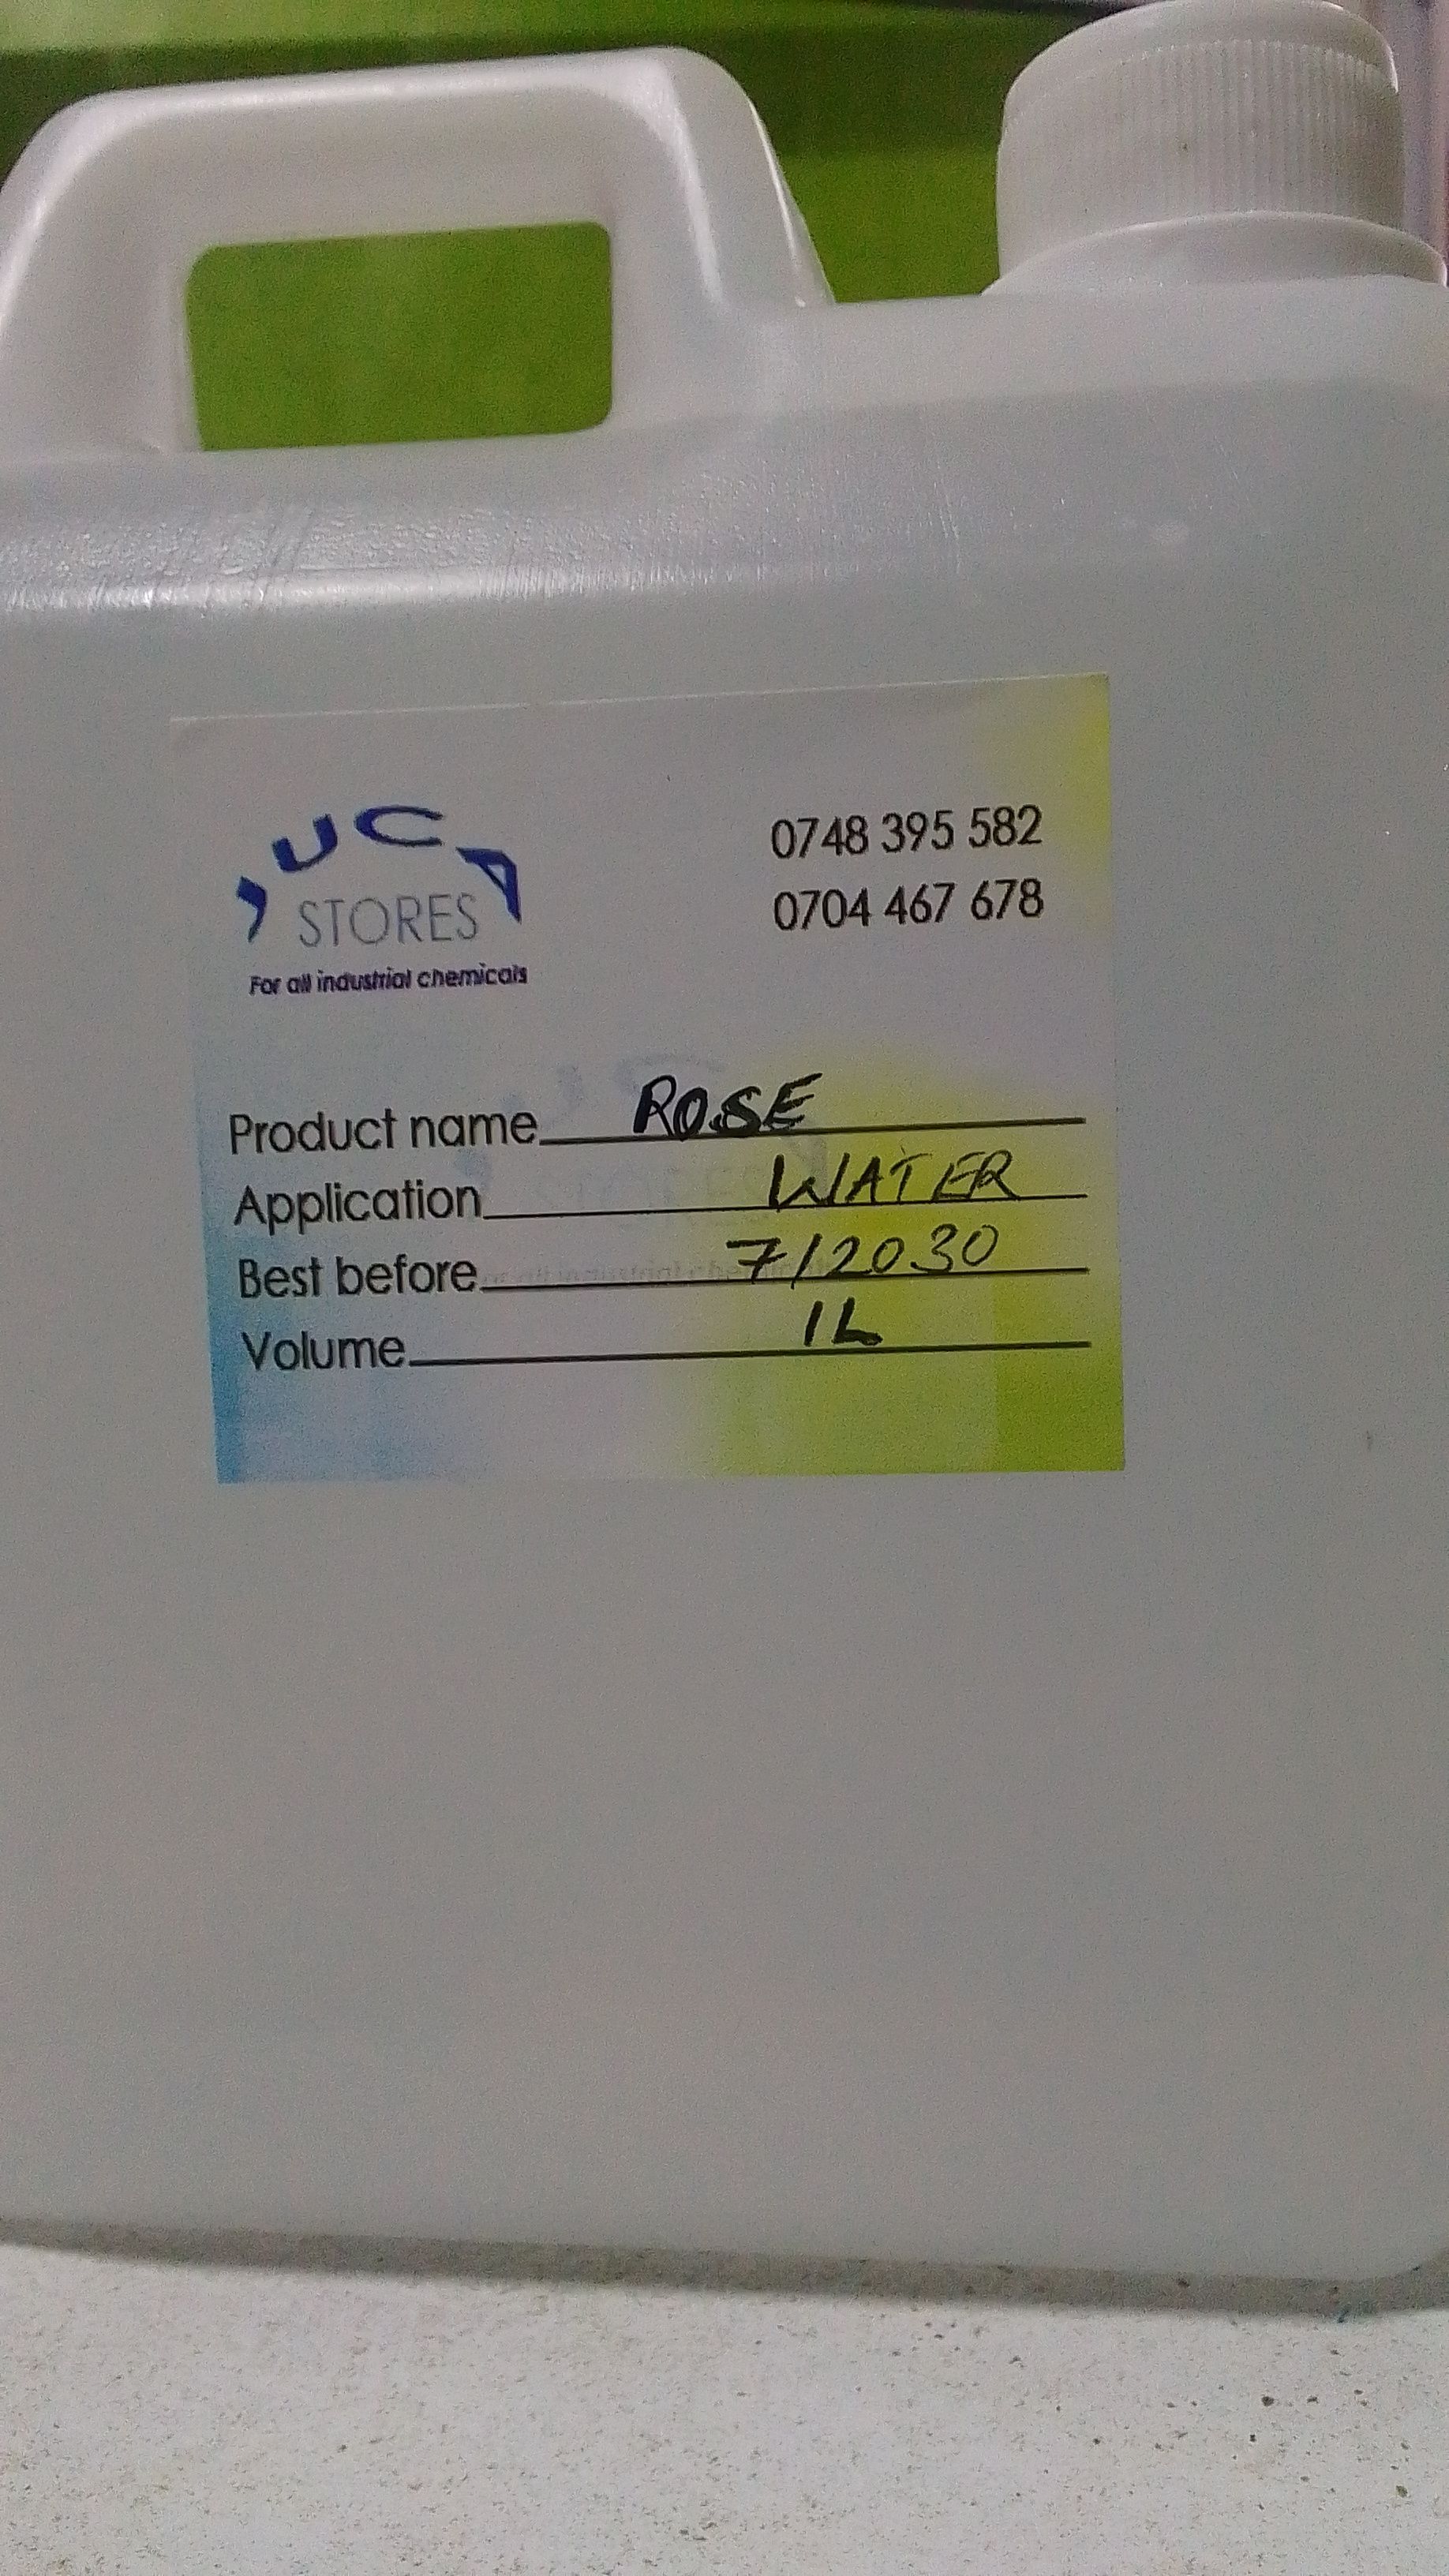 JUCA
STORES
For all industrial chemicals
0748 395 582
0704 467 678
Product name ROSE
Application WATER
Best before 7/2030
Volume 1L